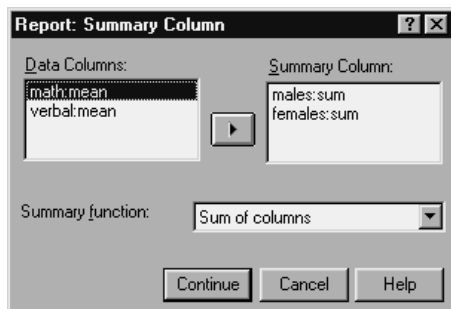 Report: Summary Column
Data Columns:
math:mean
verbal:mean
Summary Column:
males:sum
females:sum
Summary function:
Sum of columns
Continue
Cancel
Help